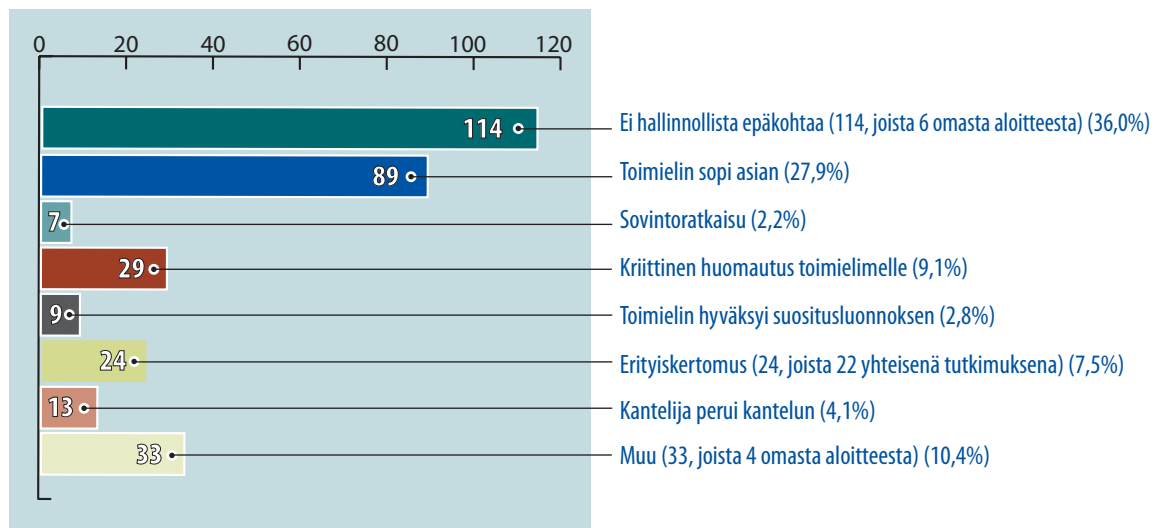 0 20 40 60 80 100 120
114 Ei hallinnollista epäkohtaa (114, joista 6 omasta aloitteesta) (36,0%)
89 Toimielin sopi asian (27,9%)
7 Sovintoratkaisu (2,2%)
29 Kriittinen huomautus toimielimelle (9,1%)
9 Toimielin hyväksyi suositusluonnoksen (2,8%)
24 Erityiskertomus (24, joista 22 yhteisenä tutkimuksena) (7,5%)
13 Kantelija perui kantelun (4,1%)
33 Muu (33, joista 4 omasta aloitteesta) (10,4%)